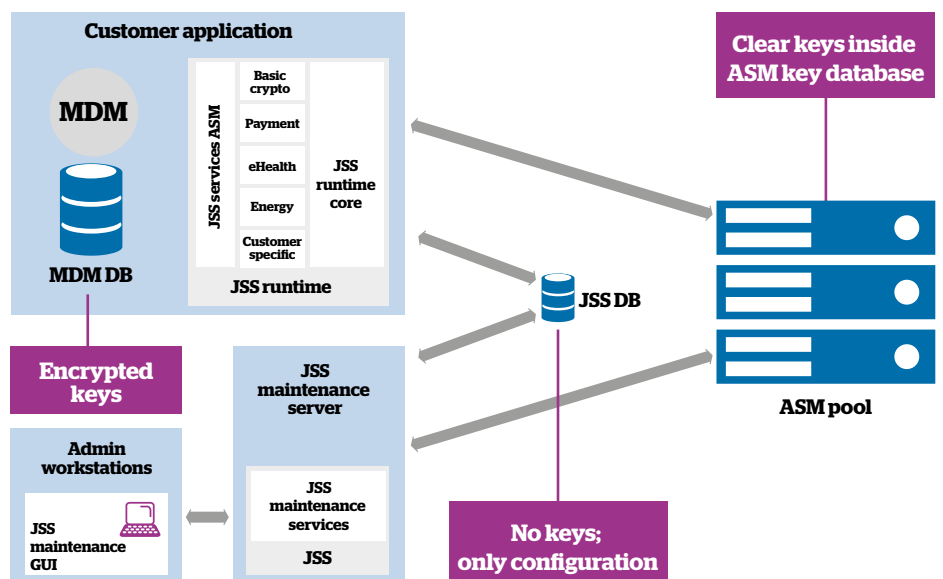 Customer application
MDM
MDM DB
JSS services ASM
Basic
crypto
Payment
eHealth
Energy
Customer
specific
JSS
runtime
core
JSS runtime
Clear keys inside
ASM key database
JSS DB
ASM pool
Encrypted
keys
JSS
maintenance
server
JSS
maintenance
services
JSS
Admin
workstations
JSS
maintenance
GUI
No keys;
only configuration